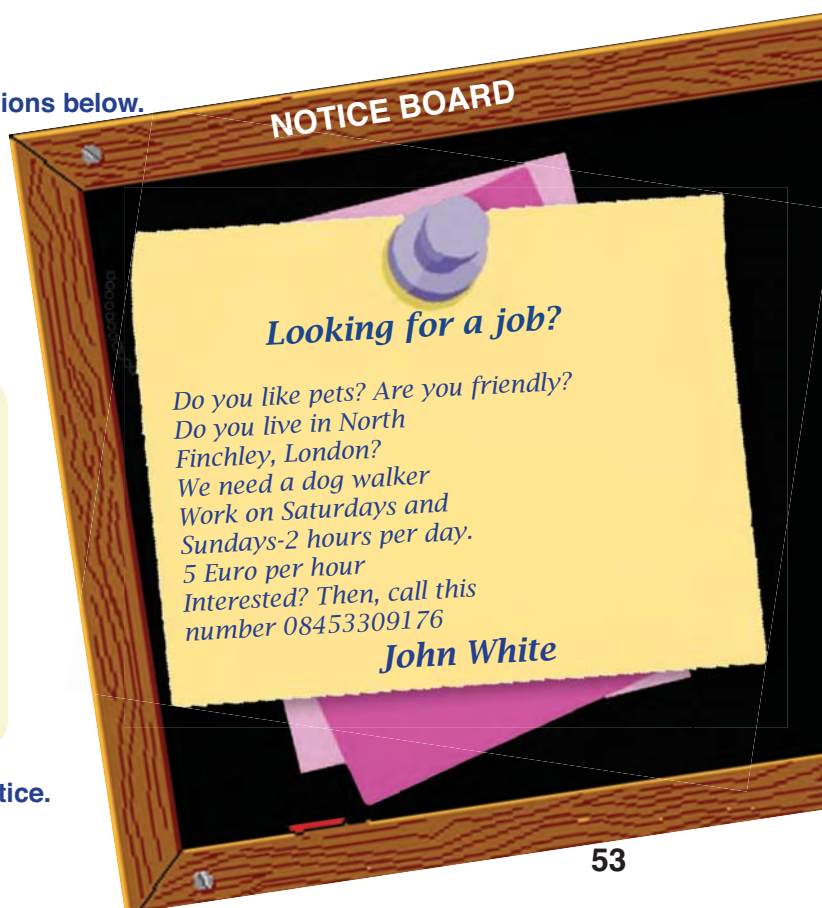 ions below.
NOTICE BOARD
Looking for a job?
Do you like pets? Are you friendly?
Do you live in North
Finchley, London?
We need a dog walker
Work on Saturdays and
Sundays-2 hours per day.
5 Euro per hour
Interested? Then, call this
number 08453309176
John White
tice.
53